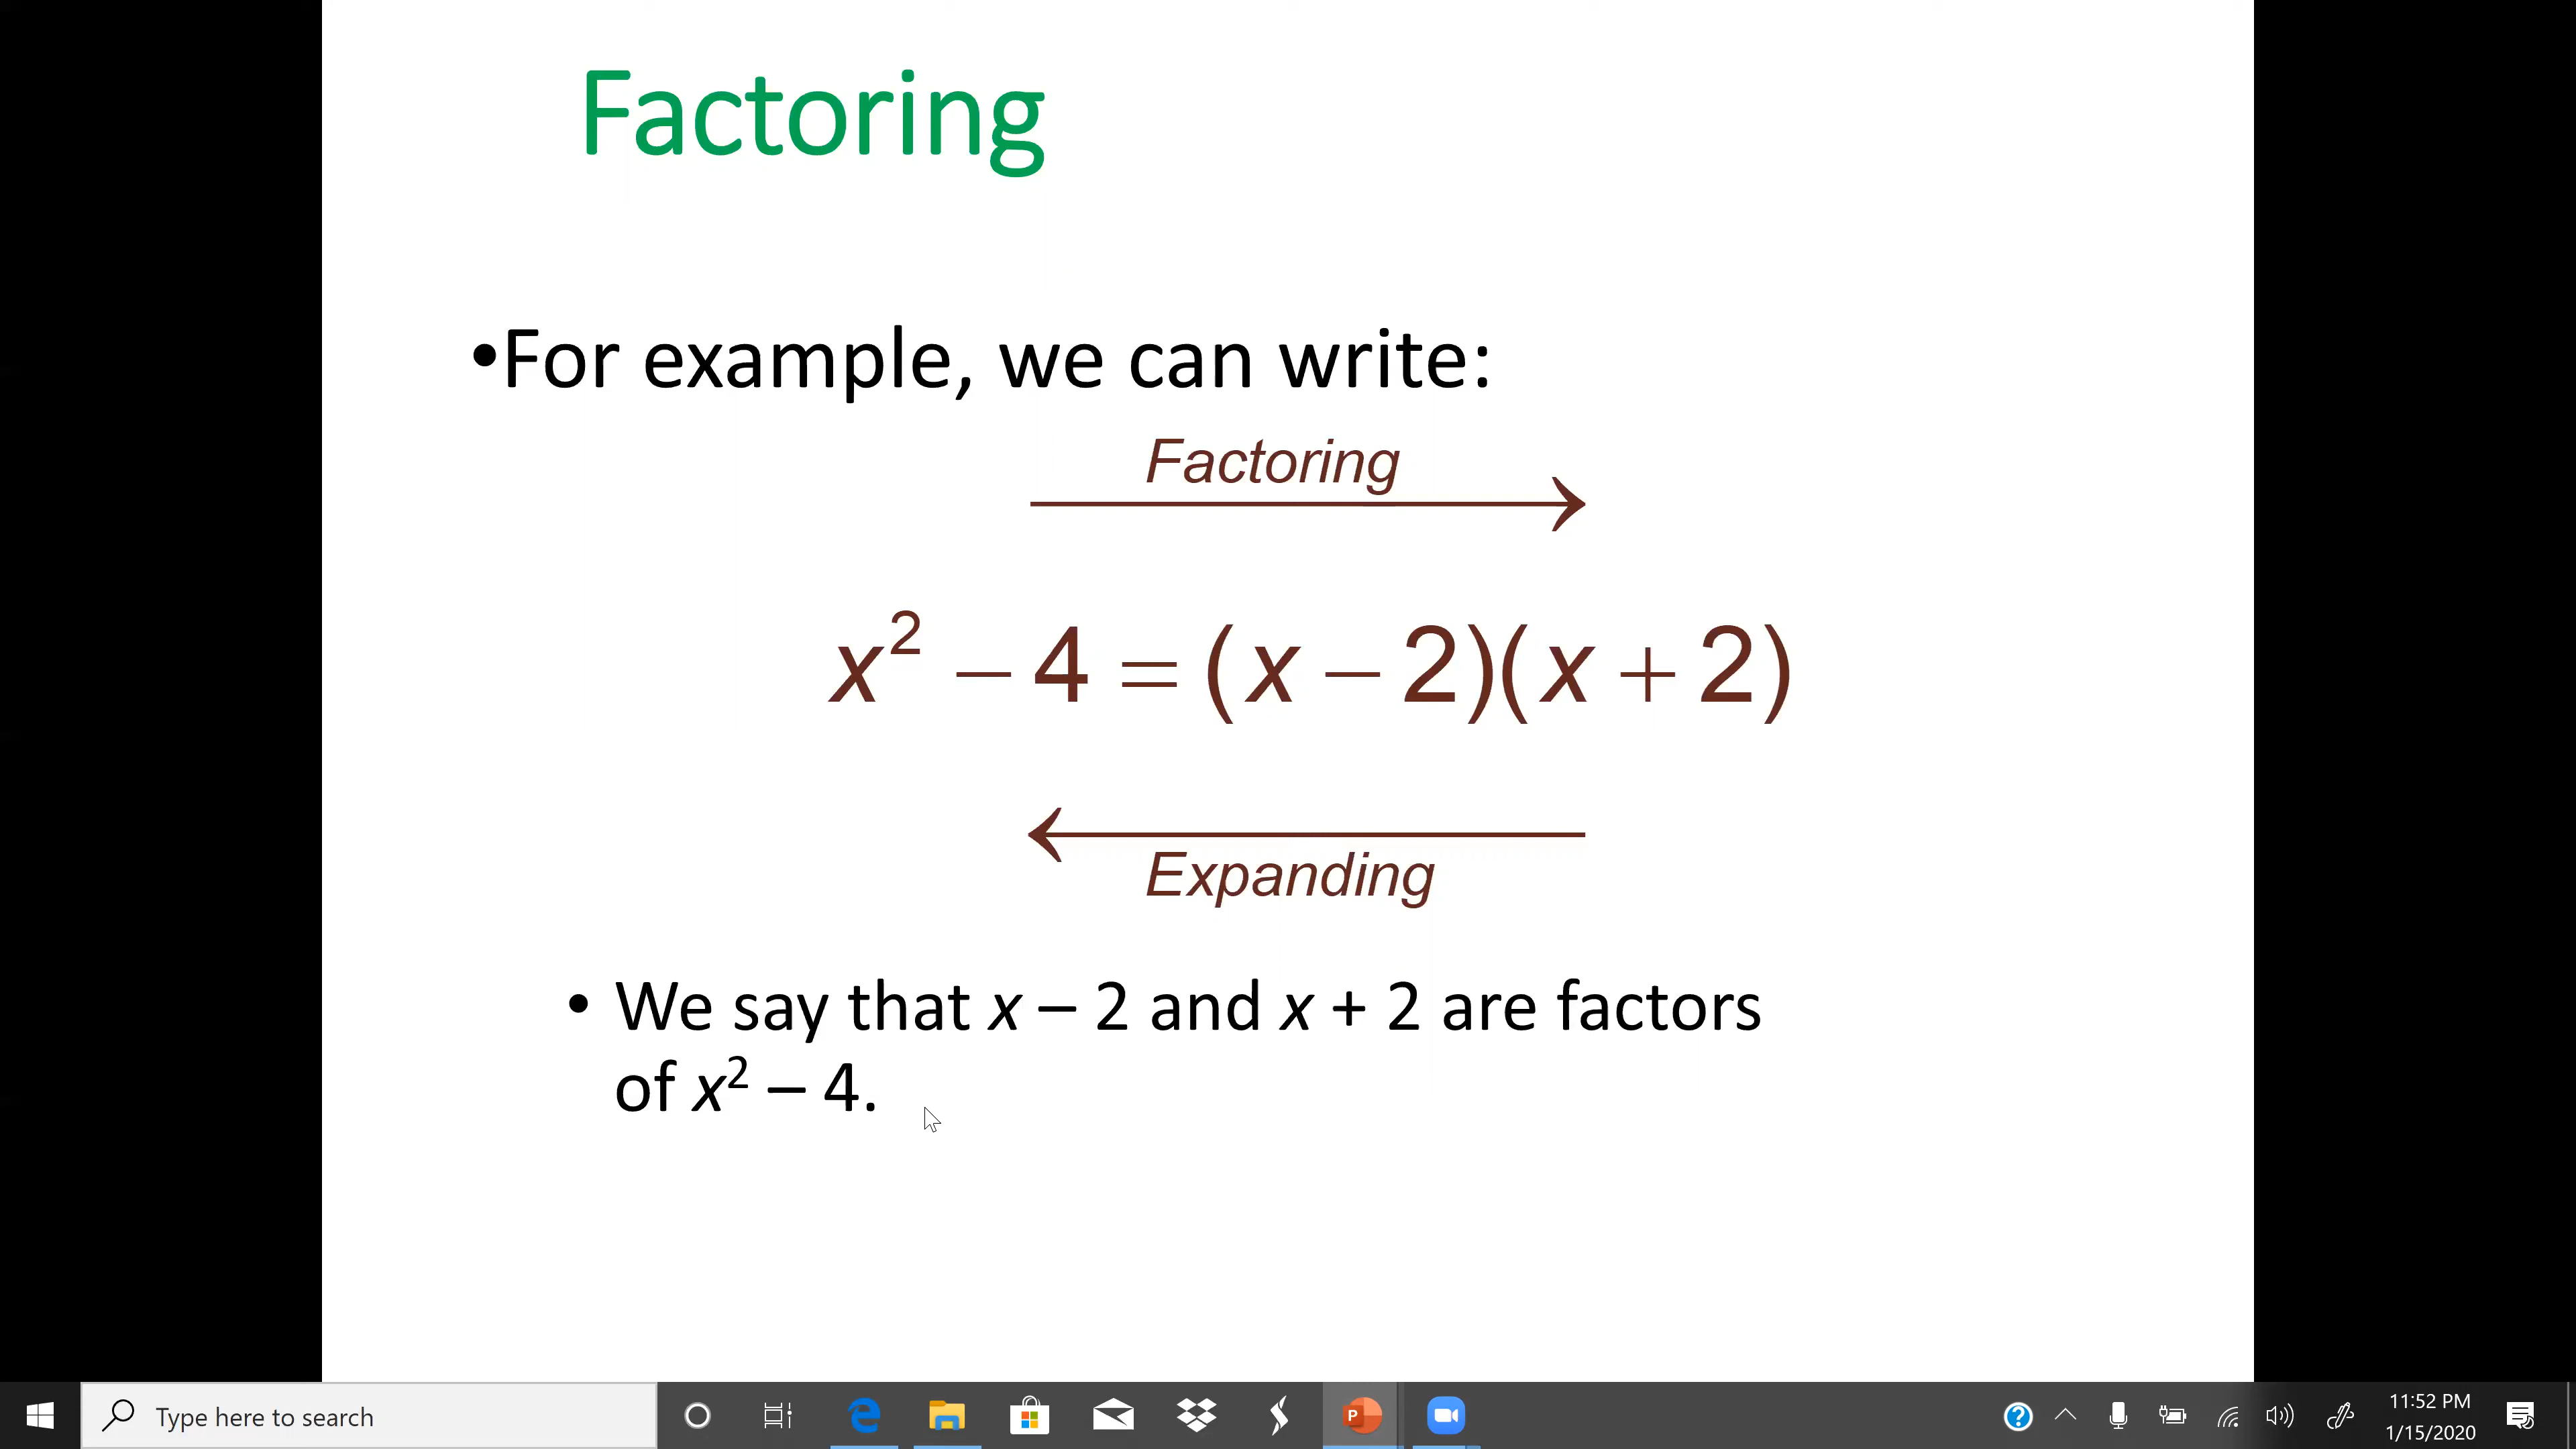 Factoring
•For example, we can write:
Factoring
x² – 4 = (x – 2)(x + 2)
Expanding
• We say that x – 2 and x + 2 are factors
of x² – 4.
Type here to search
11:52 PM
1/15/2020